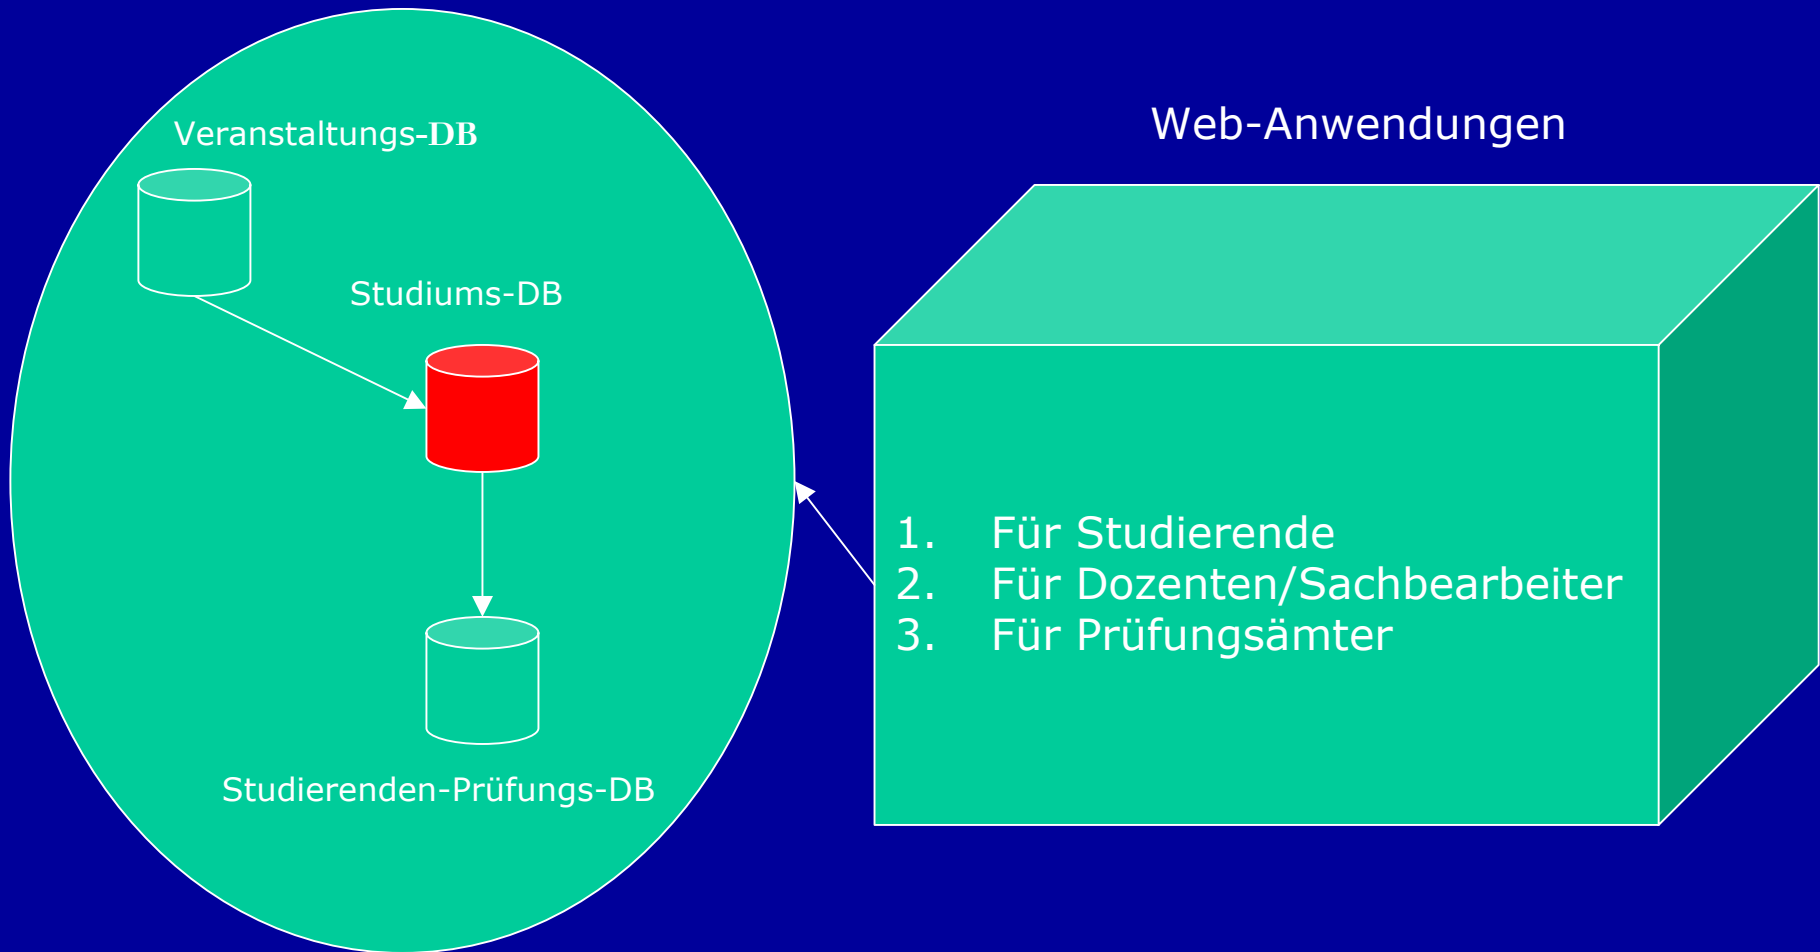 Veranstaltungs-DB
Studiums-DB
Studierenden-Prüfungs-DB
Web-Anwendungen
1. Für Studierende
2. Für Dozenten/Sachbearbeiter
3. Für Prüfungsämter